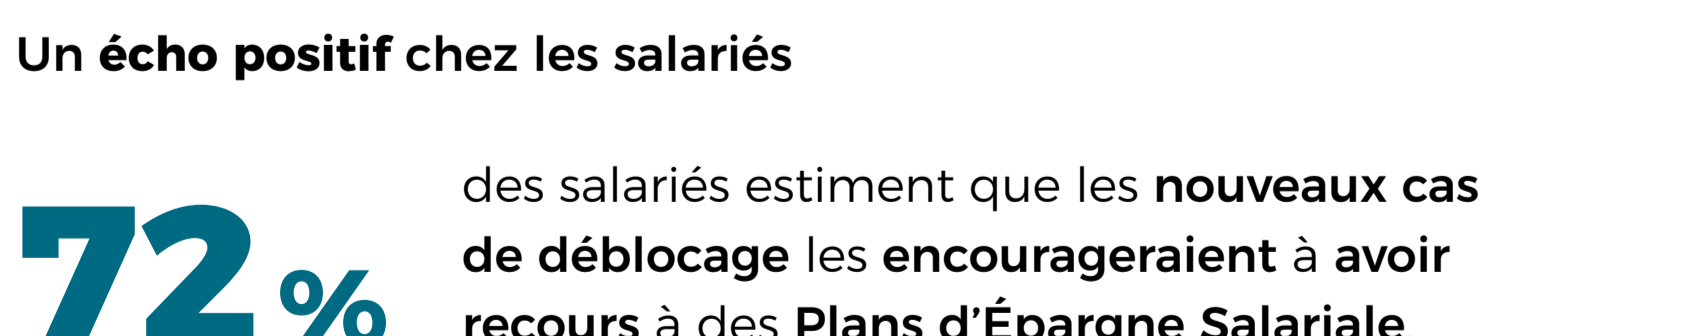 Un écho positif chez les salariés
72 %
des salariés estiment que les nouveaux cas
de déblocage les encourageraient à avoir
recours à des Plans d’Épargne Salariale